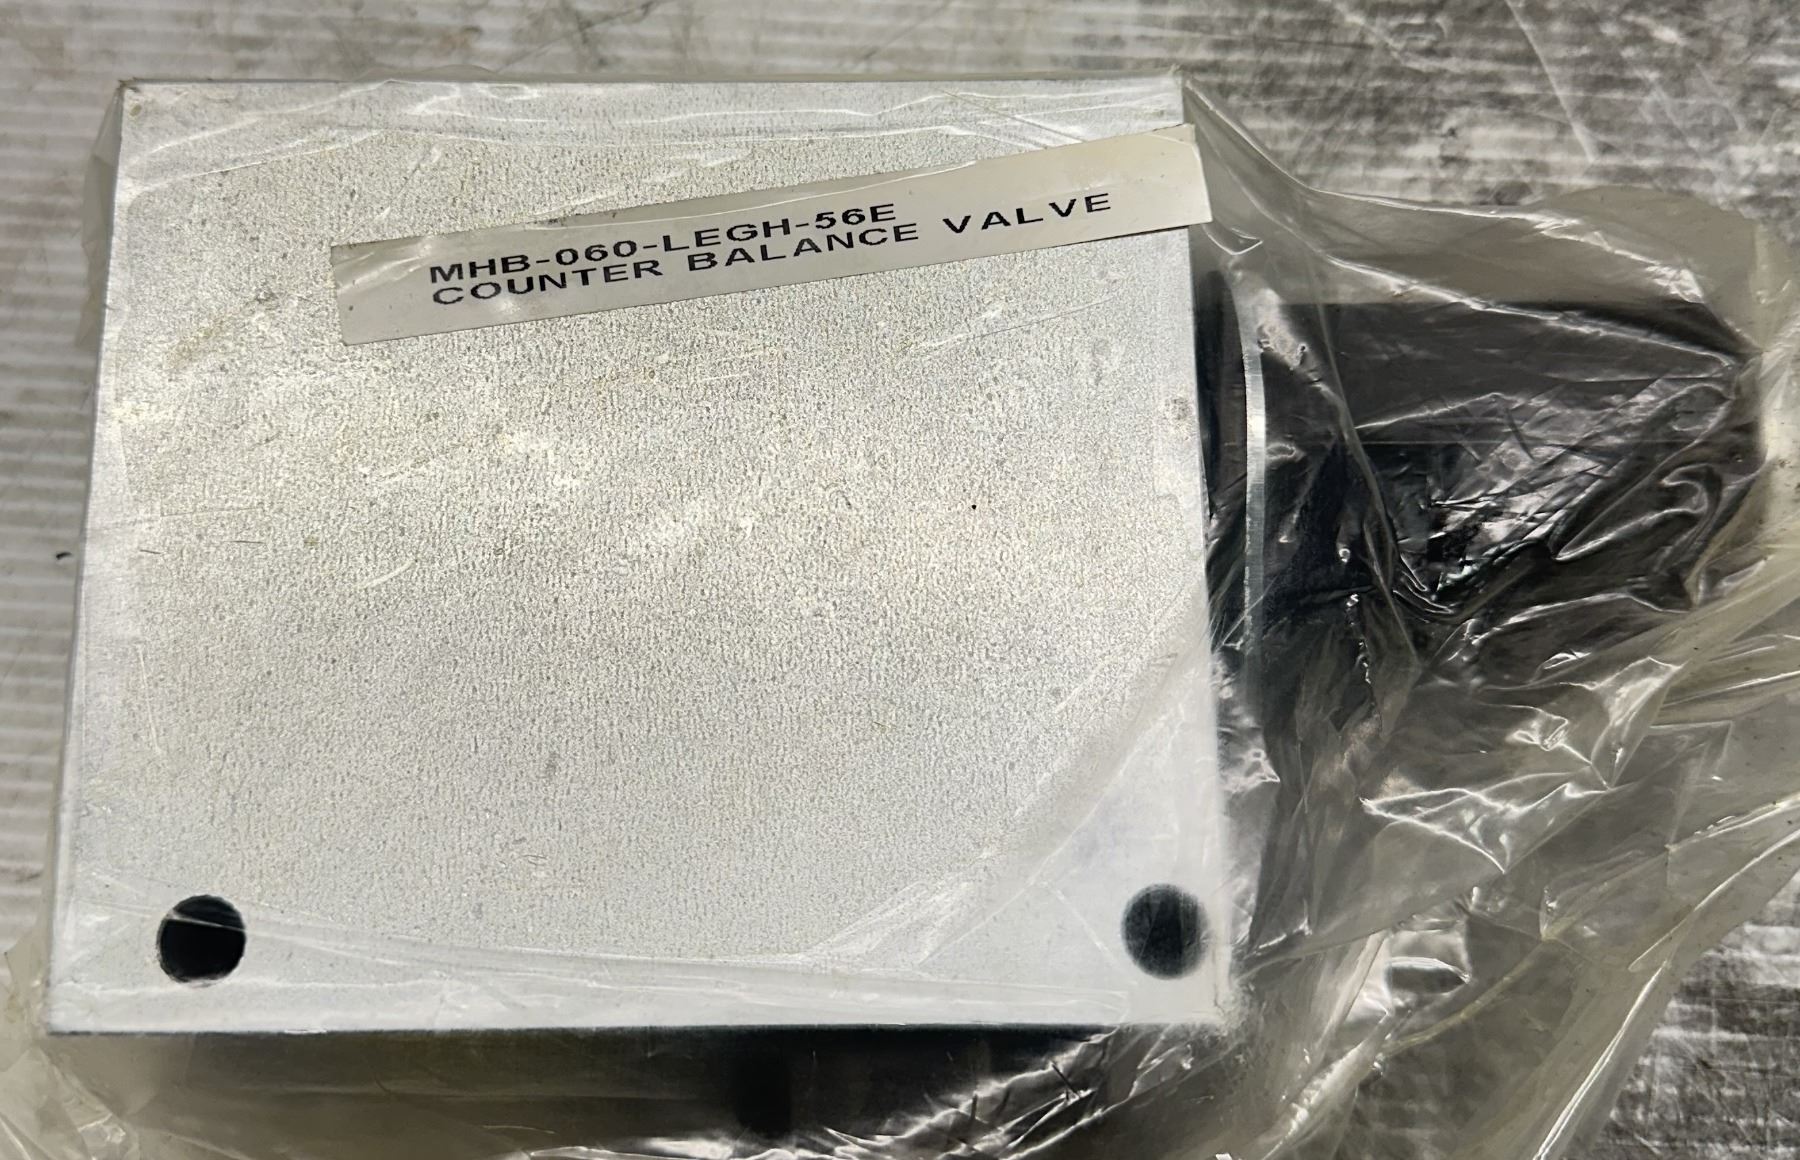 MHB-060-LEGH-56E
COUNTER BALANCE VALVE